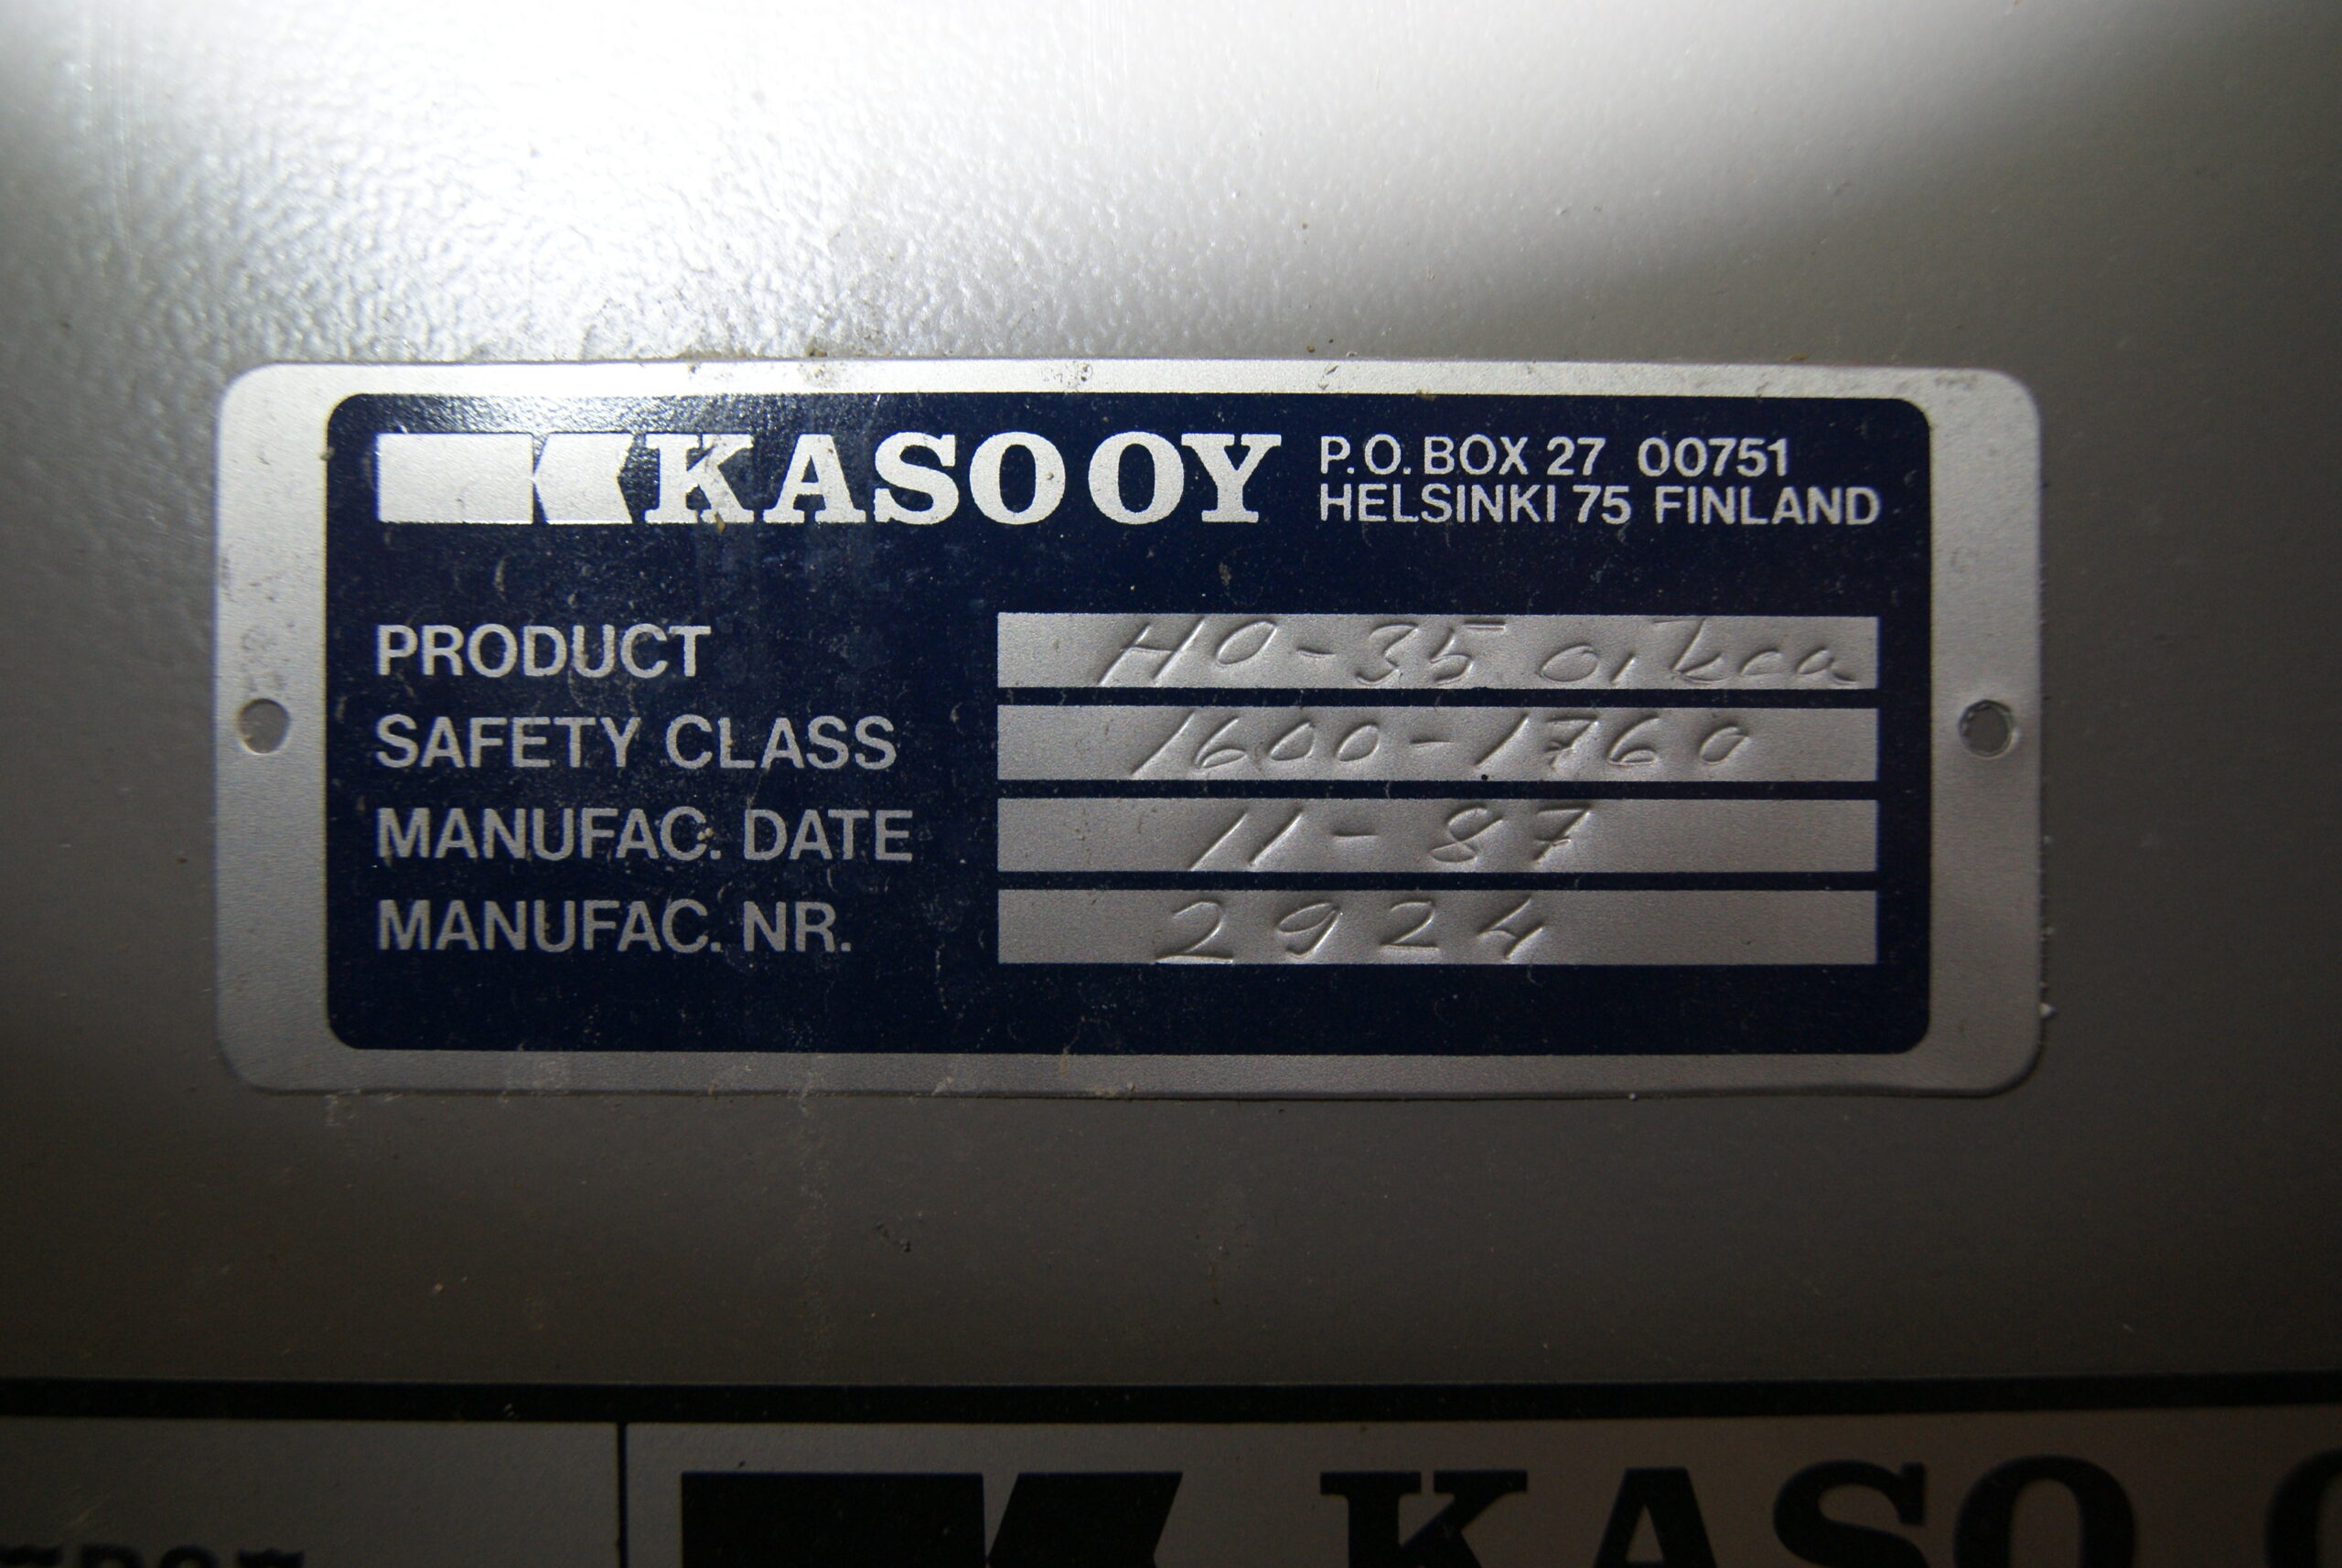 KASO OY P.O. BOX 27 00751
HELSINKI 75 FINLAND
PRODUCT HO-35 oikea
SAFETY CLASS 1600-1760
MANUFAC. DATE 11-87
MANUFAC. NR. 2924
KASO